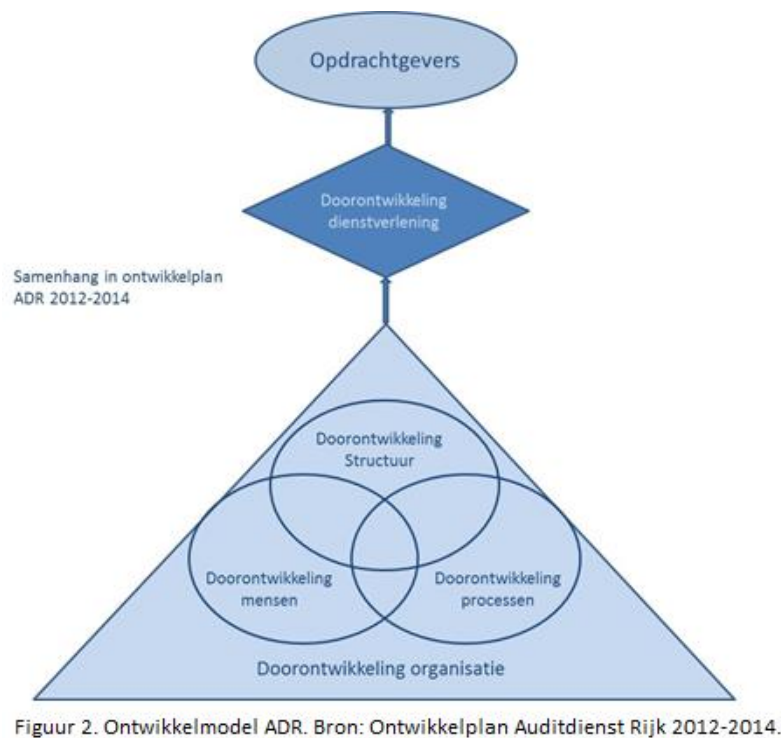 Opdrachtgevers
Doorontwikkeling
dienstverlening
Samenhang in ontwikkelplan
ADR 2012-2014
Doorontwikkeling
Structuur
Doorontwikkeling
mensen
Doorontwikkeling
processen
Doorontwikkeling organisatie
Figuur 2. Ontwikkelmodel ADR. Bron: Ontwikkelplan Auditdienst Rijk 2012-2014.